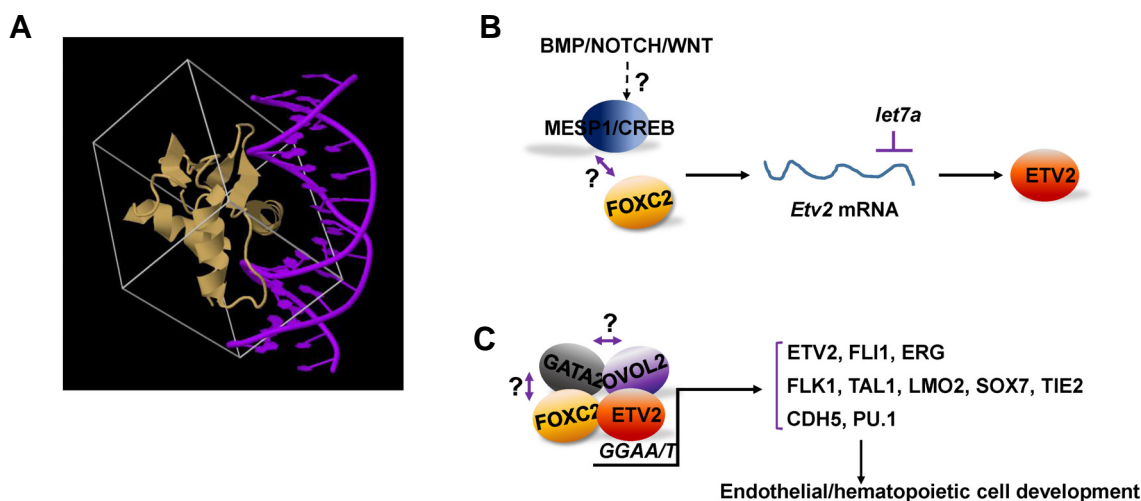 A
B
BMP/NOTCH/WNT
?
MESP1/CREB
?
FOXC2
let7a
Etv2 mRNA
ETV2
C
?
GATA2
OVOL2
?
FOXC2
ETV2
GGAA/T
ETV2, FLI1, ERG
FLK1, TAL1, LMO2, SOX7, TIE2
CDH5, PU.1
Endothelial/hematopoietic cell development